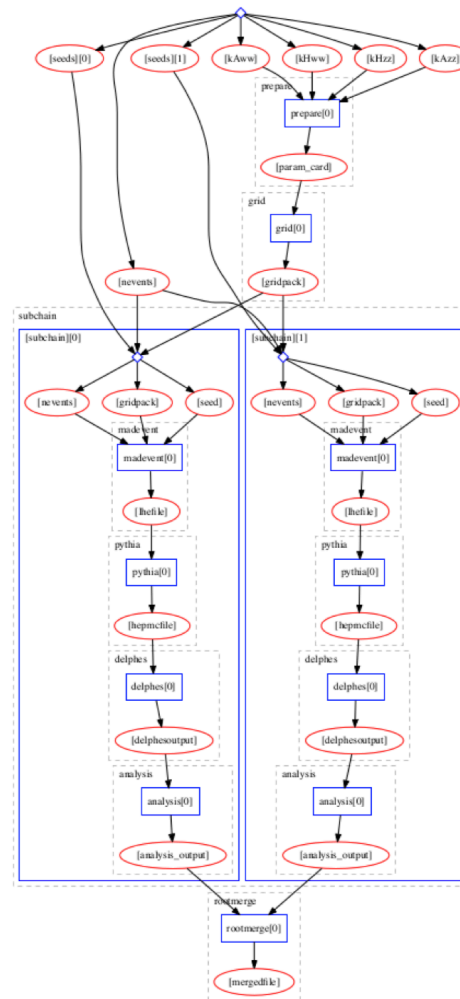 [seeds][0]
[seeds][1]
[kAww]
[kHww]
[kHzz]
[kAzz]
prepare
prepare[0]
[param_card]
grid
grid[0]
[nevents]
[gridpack]
subchain
[subchain][0]
[subchain][1]
[nevents]
[gridpack]
[seed]
[nevents]
[gridpack]
[seed]
madevent
madevent
madevent[0]
madevent[0]
[lhefile]
[lhefile]
pythia
pythia
pythia[0]
pythia[0]
[hepmcfile]
[hepmcfile]
delphes
delphes
delphes[0]
delphes[0]
[delphesoutput]
[delphesoutput]
analysis
analysis
analysis[0]
analysis[0]
[analysis_output]
[analysis_output]
rootmerge
rootmerge[0]
[mergedfile]